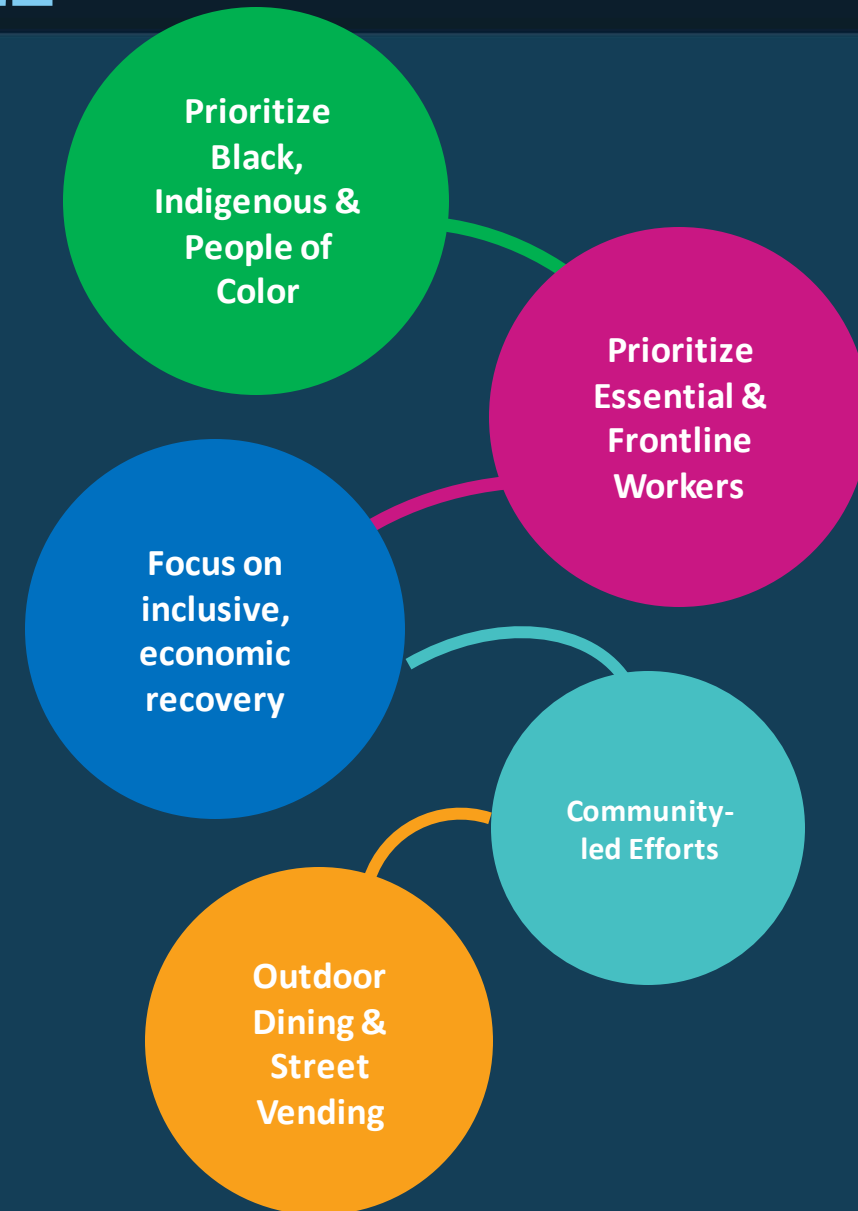 Prioritize
Black,
Indigenous &
People of
Color
Prioritize
Essential &
Frontline
Workers
Focus on
inclusive,
economic
recovery
Community-
led Efforts
Outdoor
Dining &
Street
Vending